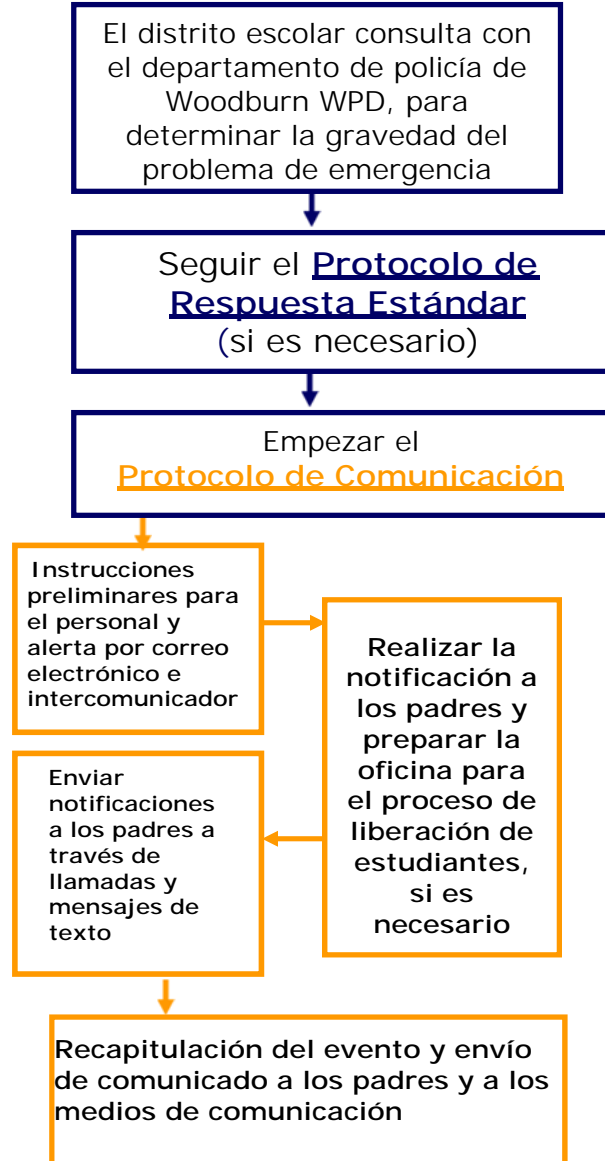 El distrito escolar consulta con
el departamento de policía de
Woodburn WPD, para
determinar la gravedad del
problema de emergencia
Seguir el Protocolo de
Respuesta Estándar
(si es necesario)
Empezar el
Protocolo de Comunicación
Instrucciones
preliminares para
el personal y
alerta por correo
electrónico e
intercomunicador
Realizar la
notificación a
los padres y
preparar la
oficina para
el proceso de
liberación de
estudiantes,
si es
necesario
Enviar
notificaciones
a los padres a
través de
llamadas y
mensajes de
texto
Recapitulación del evento y envío
de comunicado a los padres y a los
medios de comunicación